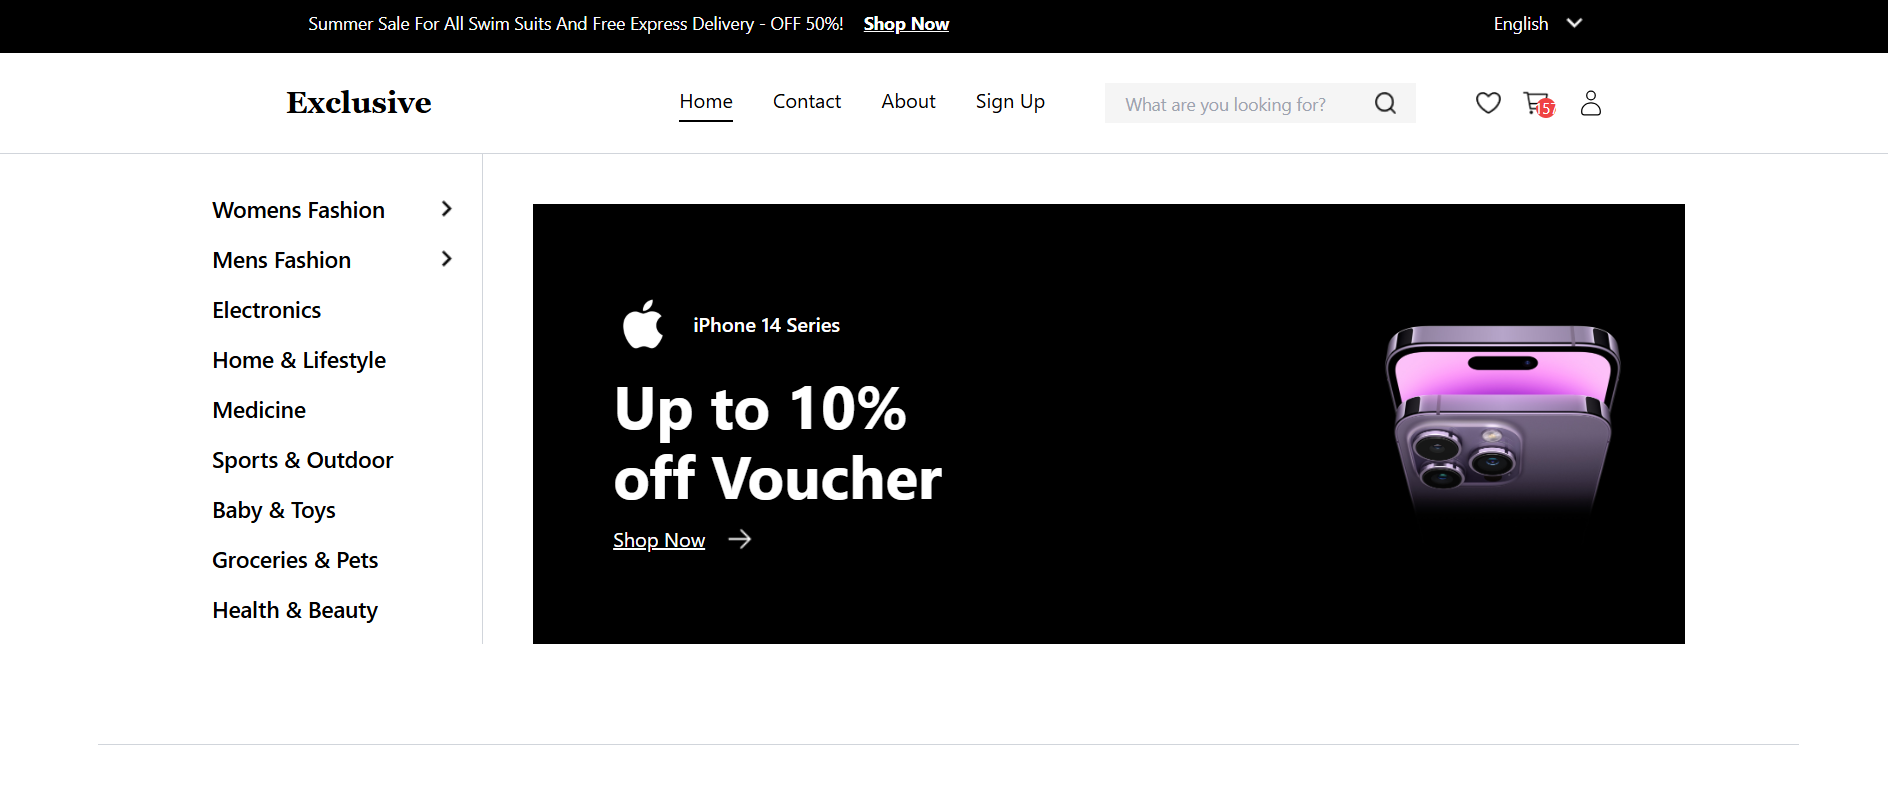 Summer Sale For All Swim Suits And Free Express Delivery - OFF 50%! Shop Now
English
Exclusive
Home
Contact
About
Sign Up
What are you looking for?
157
Womens Fashion
Mens Fashion
Electronics
Home & Lifestyle
Medicine
Sports & Outdoor
Baby & Toys
Groceries & Pets
Health & Beauty
iPhone 14 Series
Up to 10%
off Voucher
Shop Now